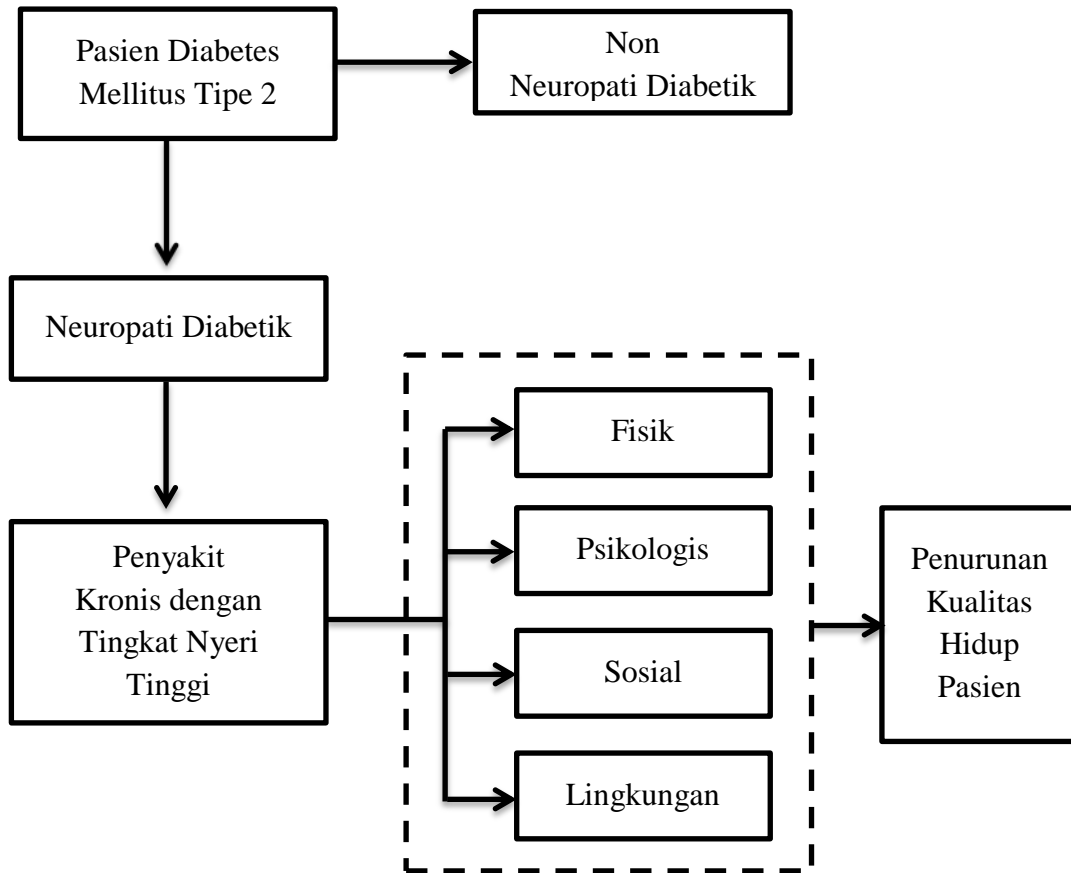 Pasien Diabetes
Mellitus Tipe 2
Non
Neuropati Diabetik
Neuropati Diabetik
Penyakit
Kronis dengan
Tingkat Nyeri
Tinggi
Fisik
Psikologis
Sosial
Lingkungan
Penurunan
Kualitas
Hidup
Pasien